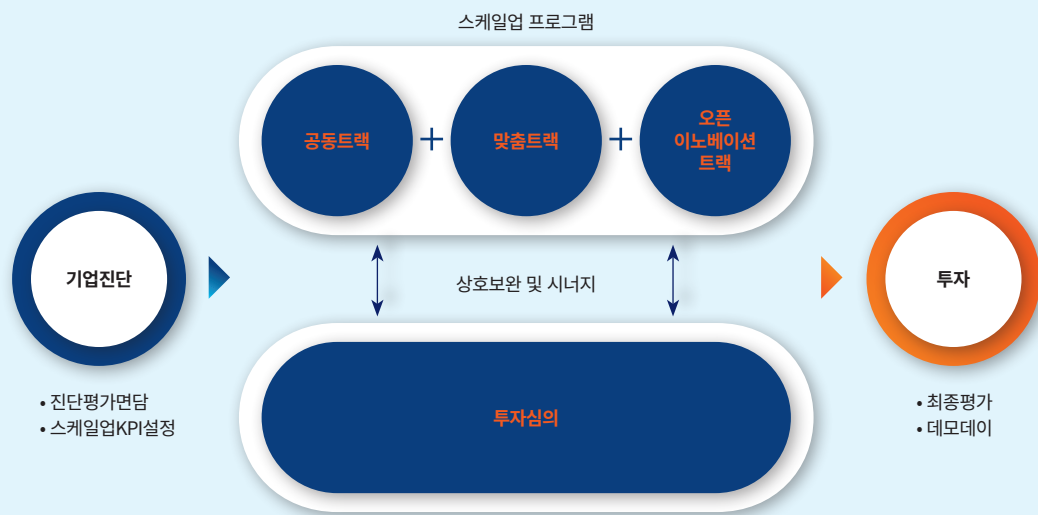 스케일업 프로그램
공동트랙
+
맞춤트랙
+
오픈
이노베이션
트랙
기업진단
• 진단평가면담
• 스케일업KPI설정
상호보완 및 시너지
투자심의
투자
• 최종평가
• 데모데이